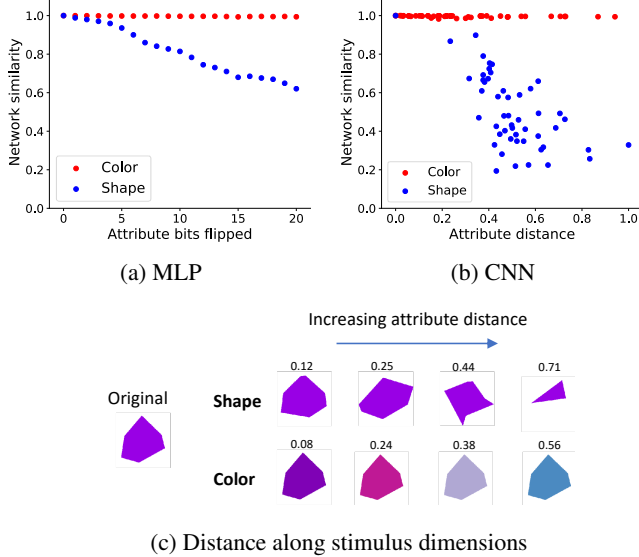 Network similarity
1.0
0.8
0.6
0.4
0.2
0.0
Color
Shape
0 5 10 15 20
Attribute bits flipped
(a) MLP
Network similarity
1.0
0.8
0.6
0.4
0.2
0.0
Color
Shape
0.0 0.2 0.4 0.6 0.8 1.0
Attribute distance
(b) CNN
Increasing attribute distance
Original
Shape
0.12 0.25 0.44 0.71
Color
0.08 0.24 0.38 0.56
(c) Distance along stimulus dimensions